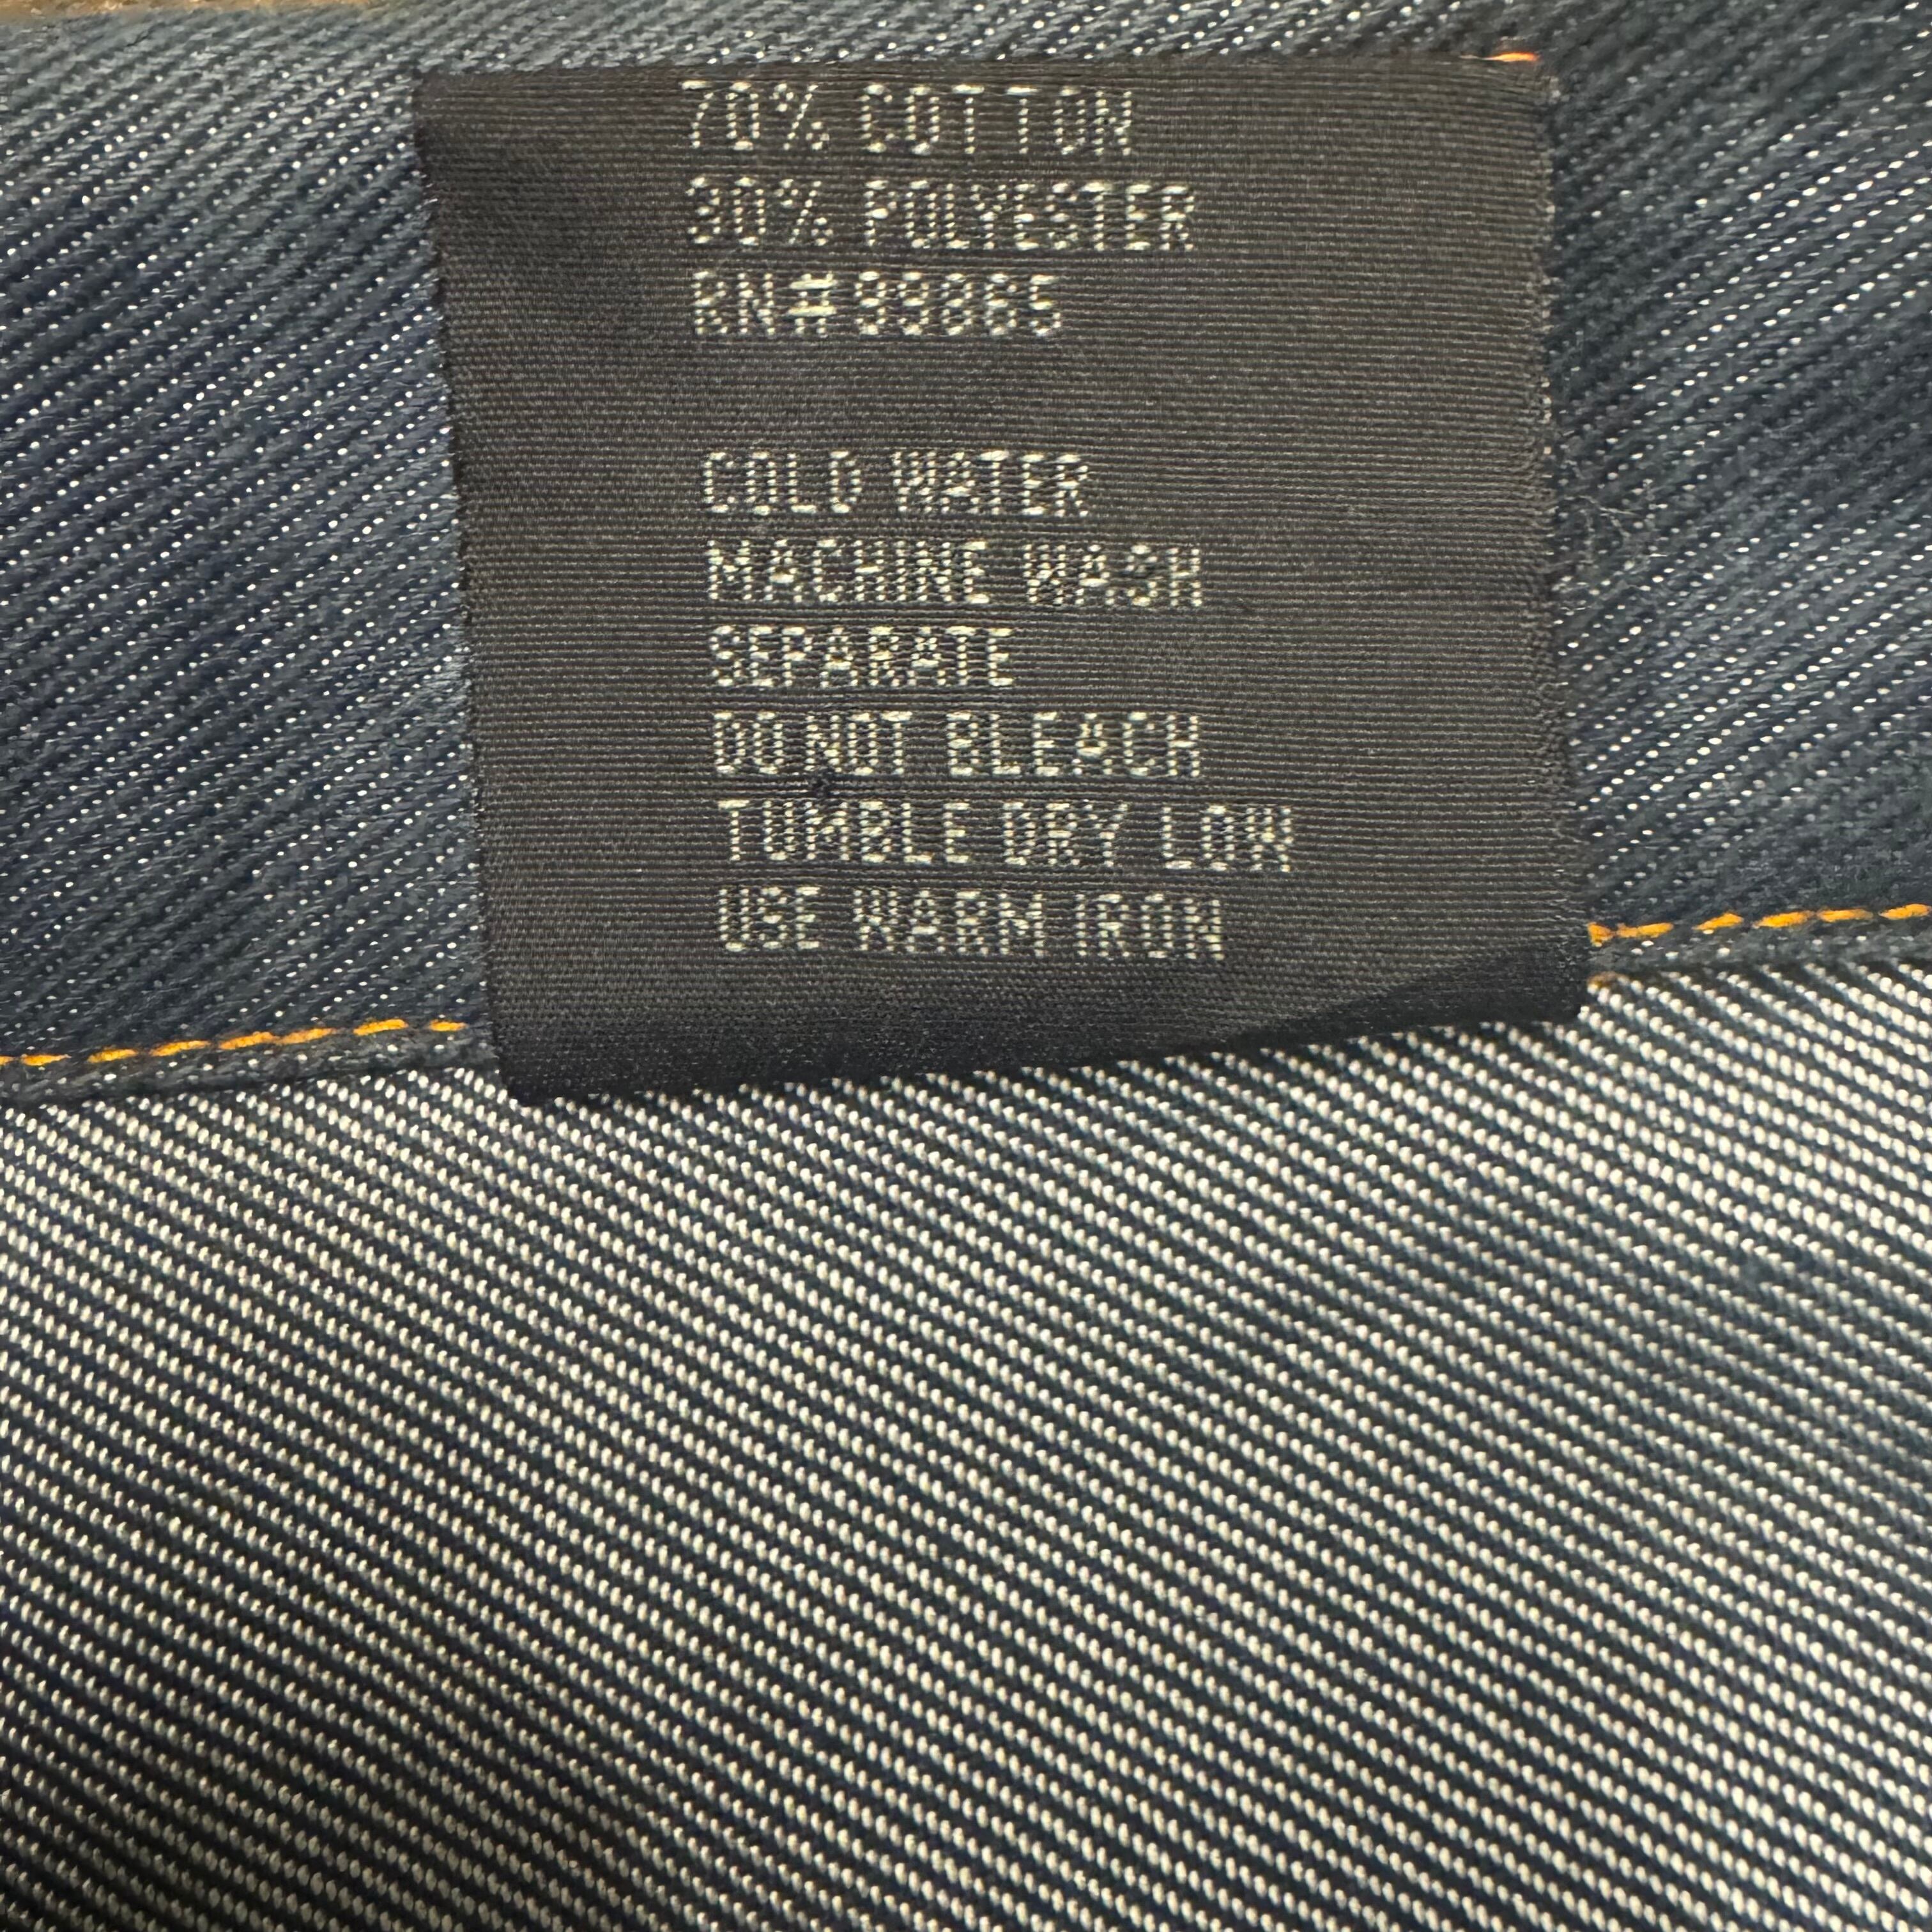 70% COTTON
30% POLYESTER
RN#99865
COLD WATER
MACHINE WASH
SEPARATE
DO NOT BLEACH
TUMBLE DRY LOW
USE WARM IRON